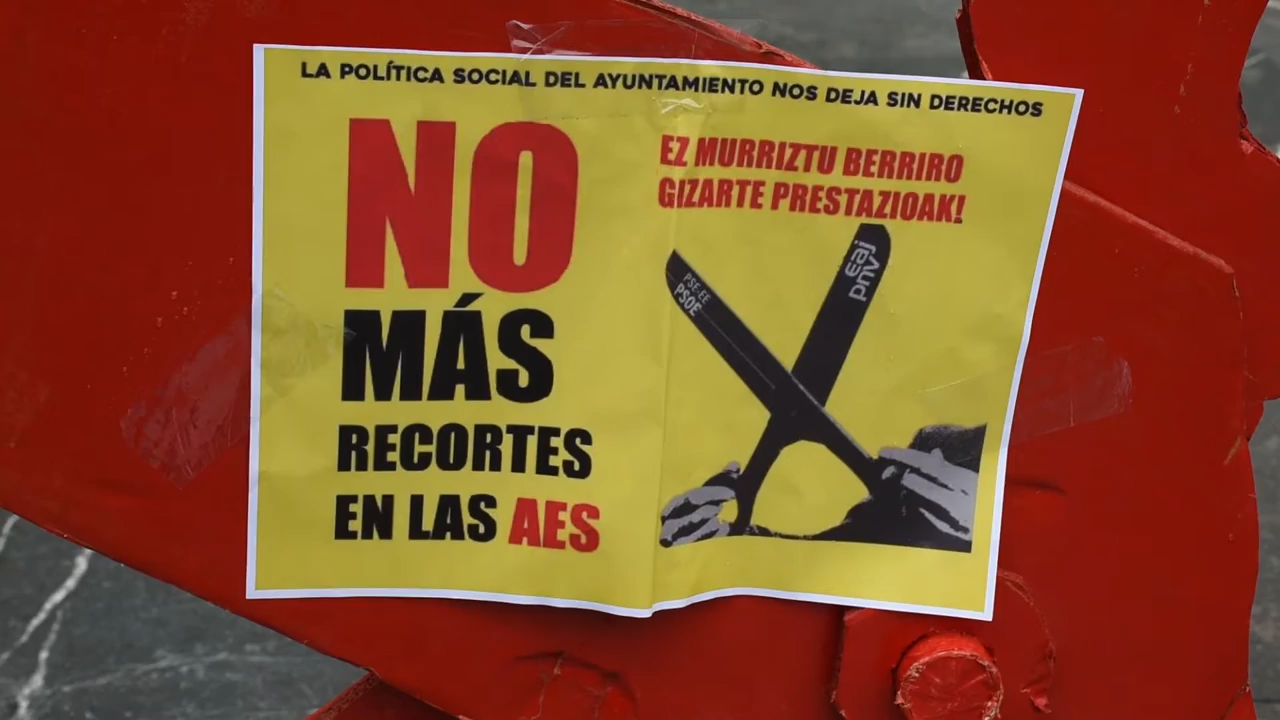 LA POLÍTICA SOCIAL DEL AYUNTAMIENTO NOS DEJA SIN DERECHOS
NO
MÁS
RECORTES
EN LAS AES
EZ MURRIZTU BERRIRO
GIZARTE PRESTAZIOAK!
PSE-EE
PSOE
eaj
pnv